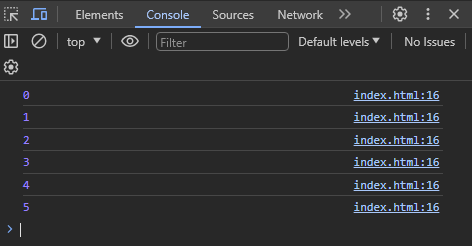 Elements Console Sources Network
top Filter Default levels No Issues
0 index.html:16
1 index.html:16
2 index.html:16
3 index.html:16
4 index.html:16
5 index.html:16